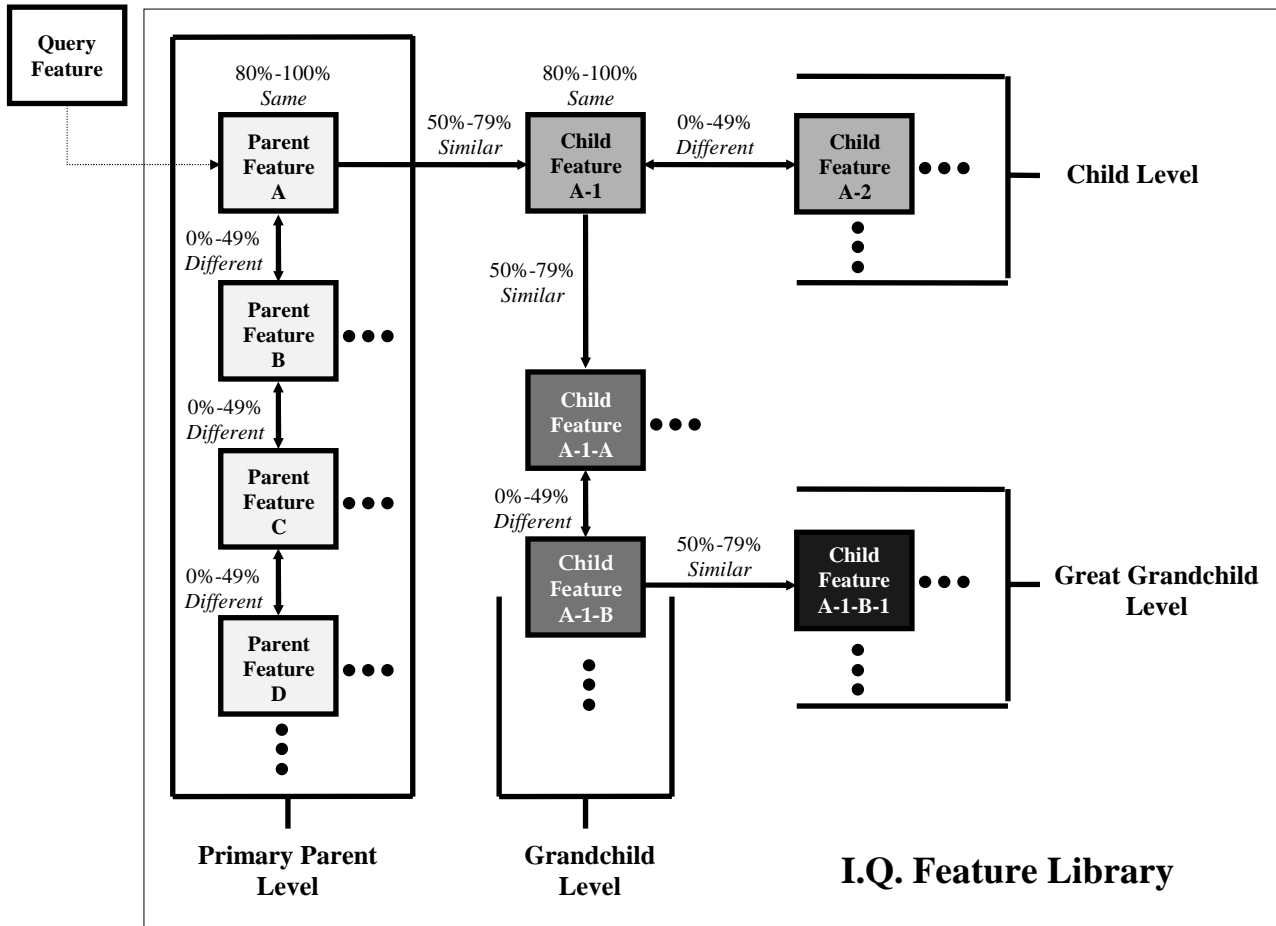 Query
Feature
80%-100%
Same
Parent
Feature
A
50%-79%
Similar
80%-100%
Same
Child
Feature
A-1
0%-49%
Different
Child
Feature
A-2
Child Level
0%-49%
Different
Parent
Feature
B
50%-79%
Similar
0%-49%
Different
Parent
Feature
C
Child
Feature
A-1-A
0%-49%
Different
0%-49%
Different
Parent
Feature
D
Child
Feature
A-1-B
50%-79%
Similar
Child
Feature
A-1-B-1
Great Grandchild
Level
Primary Parent
Level
Grandchild
Level
I.Q. Feature Library